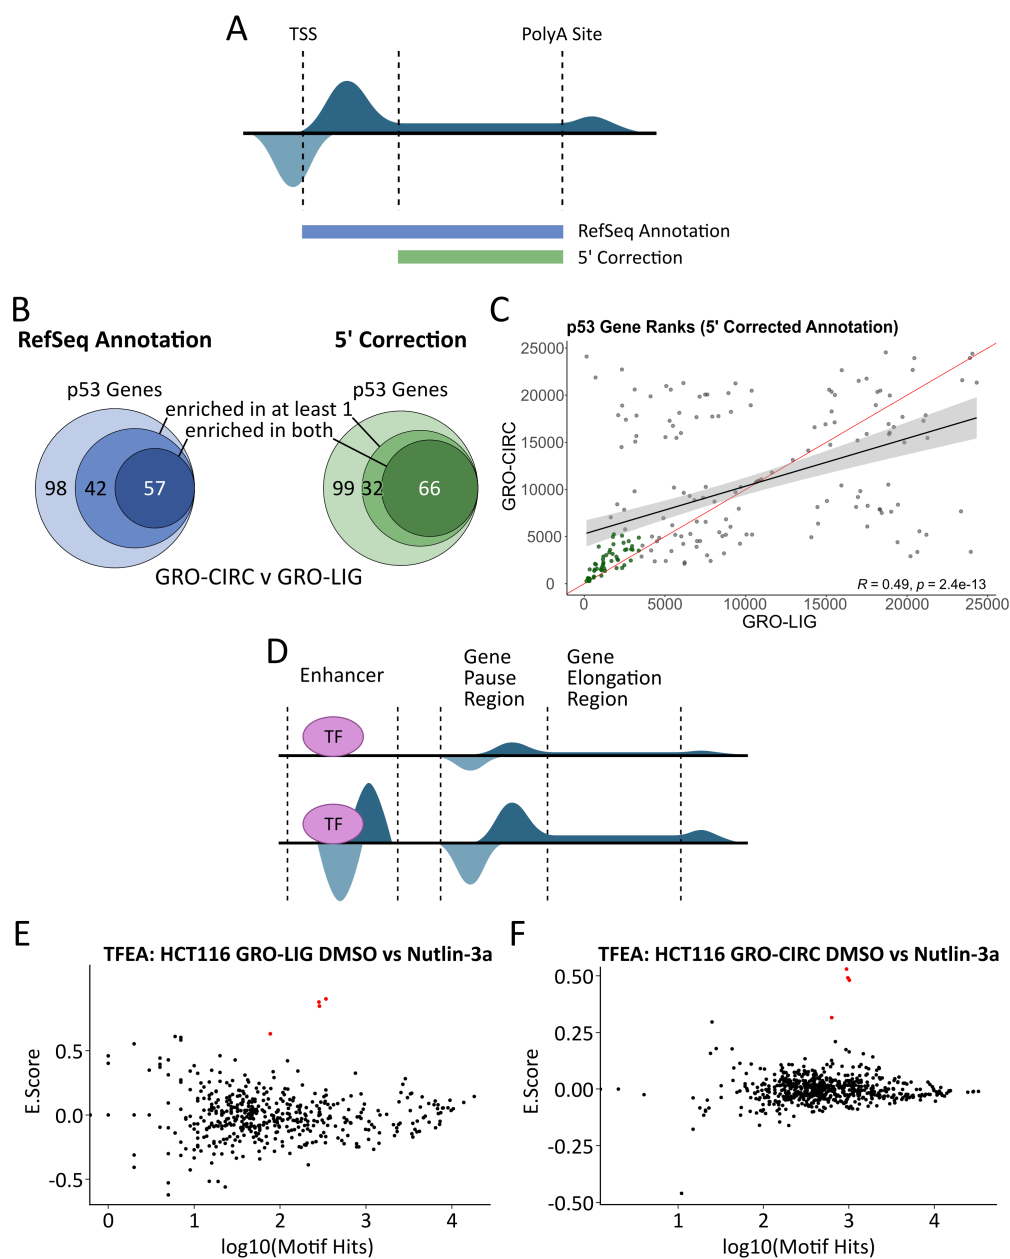 A
TSS
PolyA Site
RefSeq Annotation
5' Correction
B
RefSeq Annotation
5' Correction
p53 Genes
p53 Genes
enriched in at least 1
enriched in both
98
42
57
99
32
66
GRO-CIRC v GRO-LIG
C
p53 Gene Ranks (5' Corrected Annotation)
25000
20000
15000
10000
5000
0
GRO-CIRC
R = 0.49, p = 2.4e-13
0
5000
10000
15000
20000
25000
GRO-LIG
D
Enhancer
Gene
Pause
Region
Gene
Elongation
Region
TF
TF
E
TFEA: HCT116 GRO-LIG DMSO vs Nutlin-3a
0.5
0.0
-0.5
E.Score
0
1
2
3
4
log10(Motif Hits)
F
TFEA: HCT116 GRO-CIRC DMSO vs Nutlin-3a
0.50
0.25
0.00
-0.25
-0.50
E.Score
1
2
3
4
log10(Motif Hits)